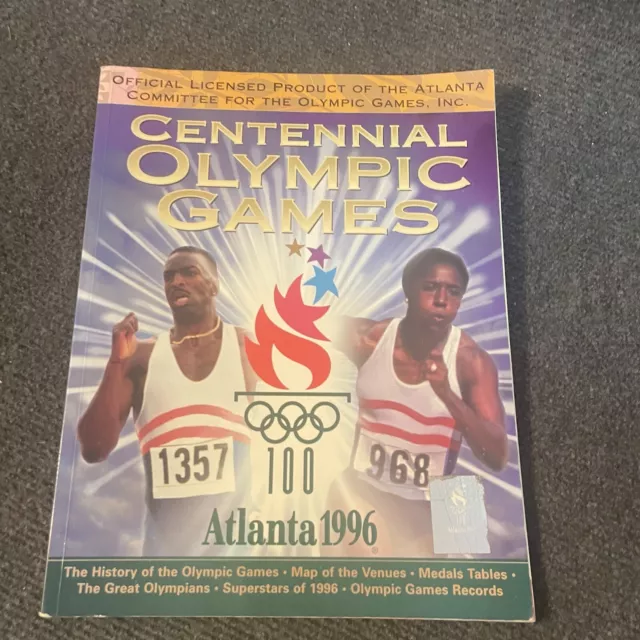 OFFICIAL LICENSED PRODUCT OF THE ATLANTA
COMMITTEE FOR THE OLYMPIC GAMES, INC.
CENTENNIAL
OLYMPIC
GAMES
1357
968
100
Atlanta 1996
The History of the Olympic Games • Map of the Venues • Medals Tables •
The Great Olympians • Superstars of 1996 • Olympic Games Records